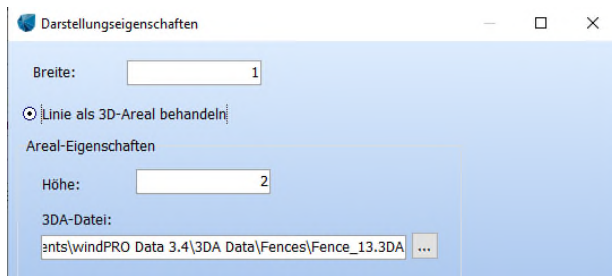 Darstellungseigenschaften
Breite: 1
Linie als 3D-Areal behandeln
Areal-Eigenschaften
Höhe: 2
3DA-Datei:
ents\windPRO Data 3.4\3DA Data\Fences\Fence_13.3DA ...